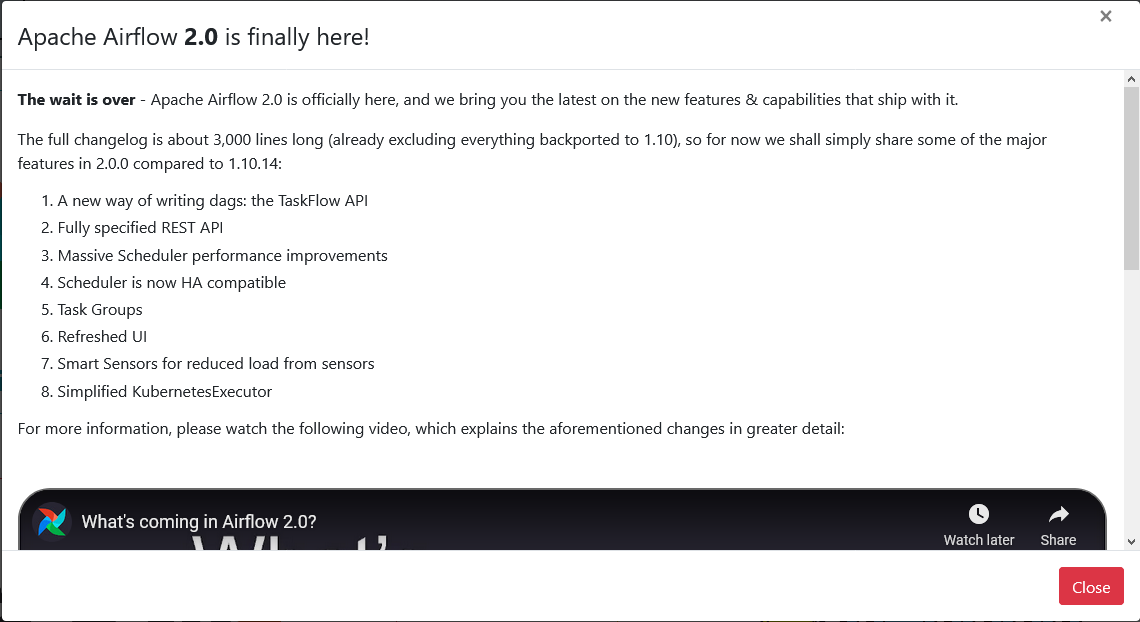 ×
Apache Airflow 2.0 is finally here!
The wait is over - Apache Airflow 2.0 is officially here, and we bring you the latest on the new features & capabilities that ship with it.
The full changelog is about 3,000 lines long (already excluding everything backported to 1.10), so for now we shall simply share some of the major
features in 2.0.0 compared to 1.10.14:
1. A new way of writing dags: the TaskFlow API
2. Fully specified REST API
3. Massive Scheduler performance improvements
4. Scheduler is now HA compatible
5. Task Groups
6. Refreshed UI
7. Smart Sensors for reduced load from sensors
8. Simplified KubernetesExecutor
For more information, please watch the following video, which explains the aforementioned changes in greater detail:
What's coming in Airflow 2.0?
Watch later
Share
Close